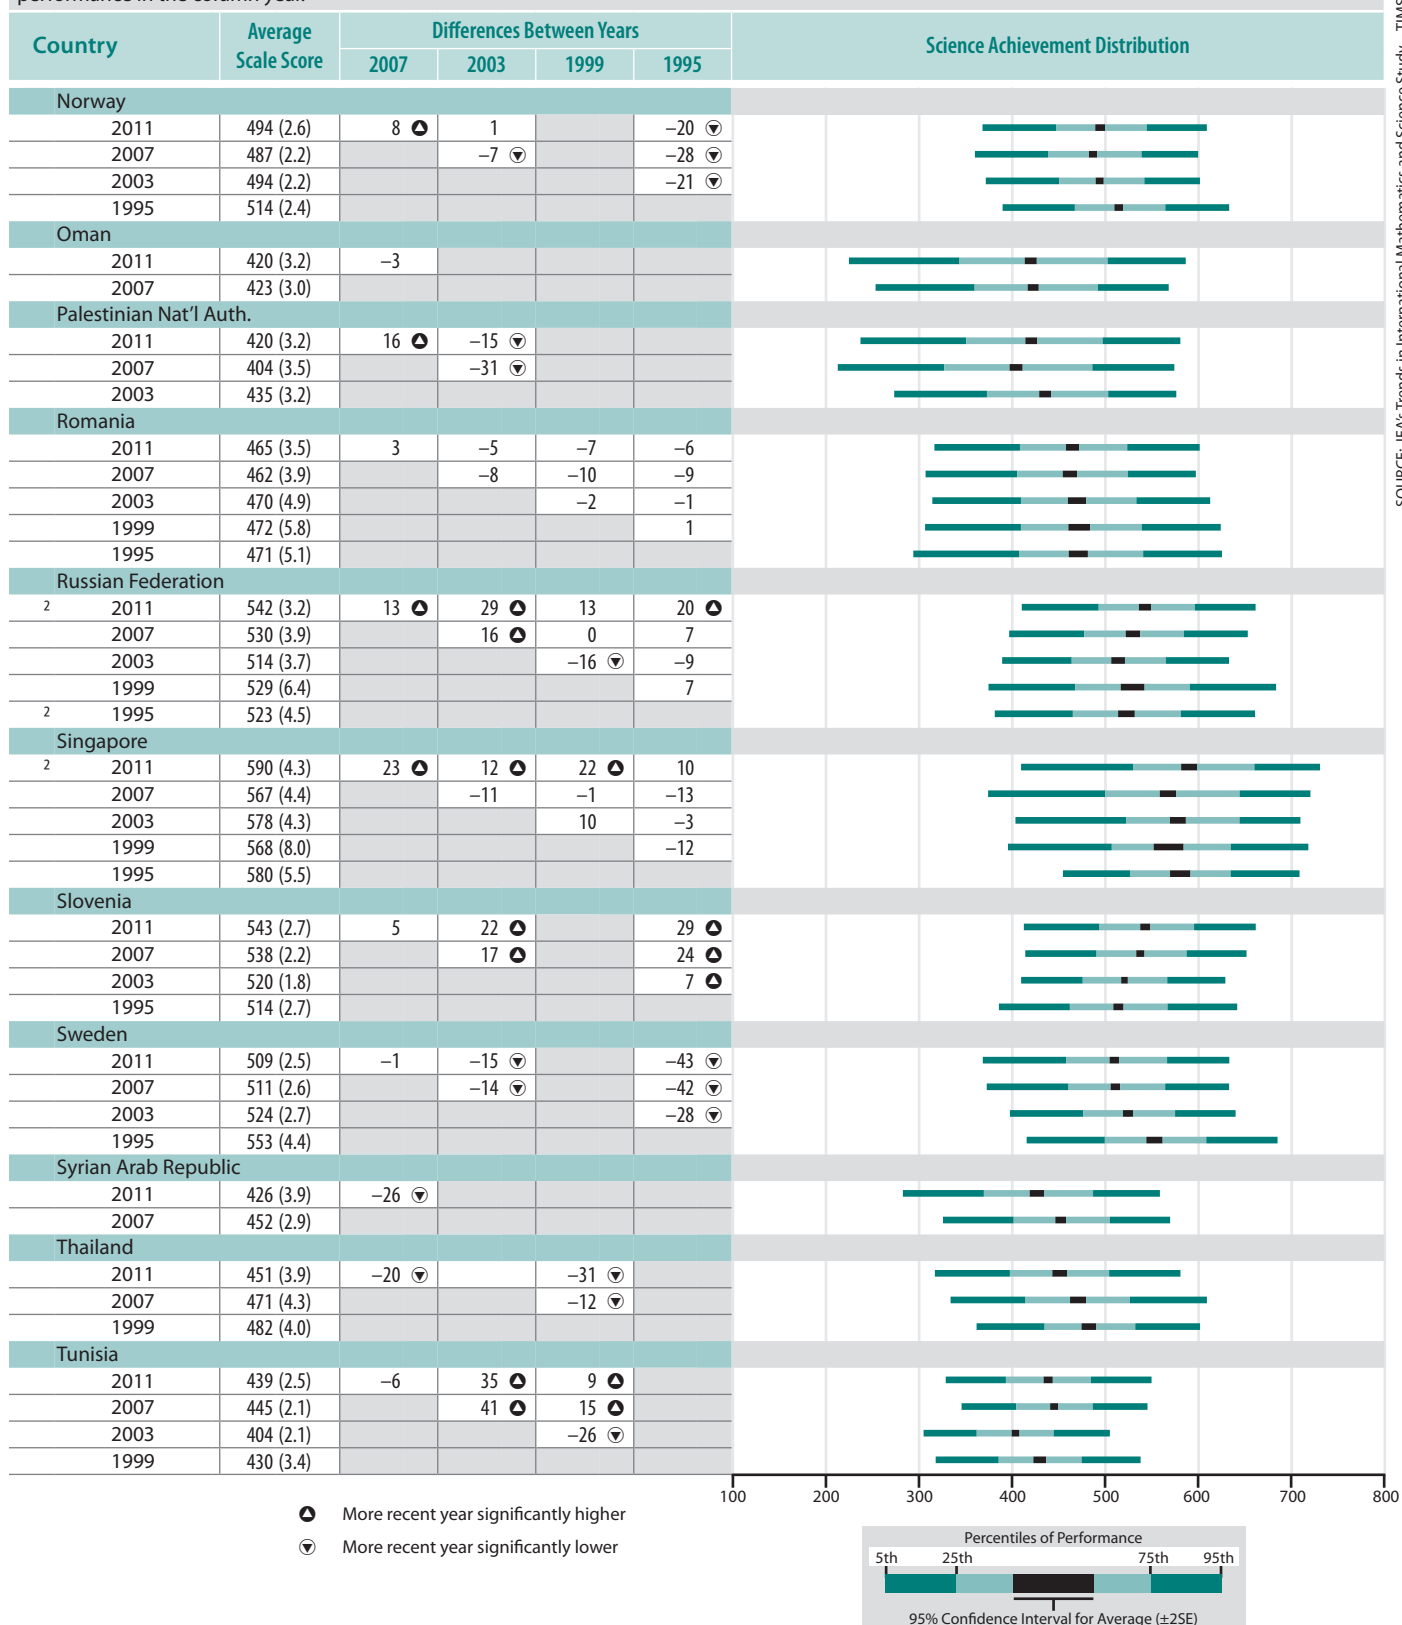 performance in the column year.
Country Average Scale Score Differences Between Years Science Achievement Distribution
2007 2003 1999 1995
Norway
2011 494 (2.6) 8 1 −20
2007 487 (2.2) −7 −28
2003 494 (2.2) −21
1995 514 (2.4)
Oman
2011 420 (3.2) −3
2007 423 (3.0)
Palestinian Nat’l Auth.
2011 420 (3.2) 16 −15
2007 404 (3.5) −31
2003 435 (3.2)
Romania
2011 465 (3.5) 3 −5 −7 −6
2007 462 (3.9) −8 −10 −9
2003 470 (4.9) −2 −1
1999 472 (5.8) 1
1995 471 (5.1)
Russian Federation
2 2011 542 (3.2) 13 29 13 20
2007 530 (3.9) 16 0 7
2003 514 (3.7) −16 −9
1999 529 (6.4) 7
2 1995 523 (4.5)
Singapore
2 2011 590 (4.3) 23 12 22 10
2007 567 (4.4) −11 −1 −13
2003 578 (4.3) 10 −3
1999 568 (8.0) −12
1995 580 (5.5)
Slovenia
2011 543 (2.7) 5 22 29
2007 538 (2.2) 17 24
2003 520 (1.8) 7
1995 514 (2.7)
Sweden
2011 509 (2.5) −1 −15 −43
2007 511 (2.6) −14 −42
2003 524 (2.7) −28
1995 553 (4.4)
Syrian Arab Republic
2011 426 (3.9) −26
2007 452 (2.9)
Thailand
2011 451 (3.9) −20 −31
2007 471 (4.3) −12
1999 482 (4.0)
Tunisia
2011 439 (2.5) −6 35 9
2007 445 (2.1) 41 15
2003 404 (2.1) −26
1999 430 (3.4)
100 200 300 400 500 600 700 800
More recent year significantly higher
More recent year significantly lower
Percentiles of Performance
5th 25th 75th 95th
95% Confidence Interval for Average (±2SE)
SOURCE: IEA’s Trends in International Mathematics and Science Study – TIMS